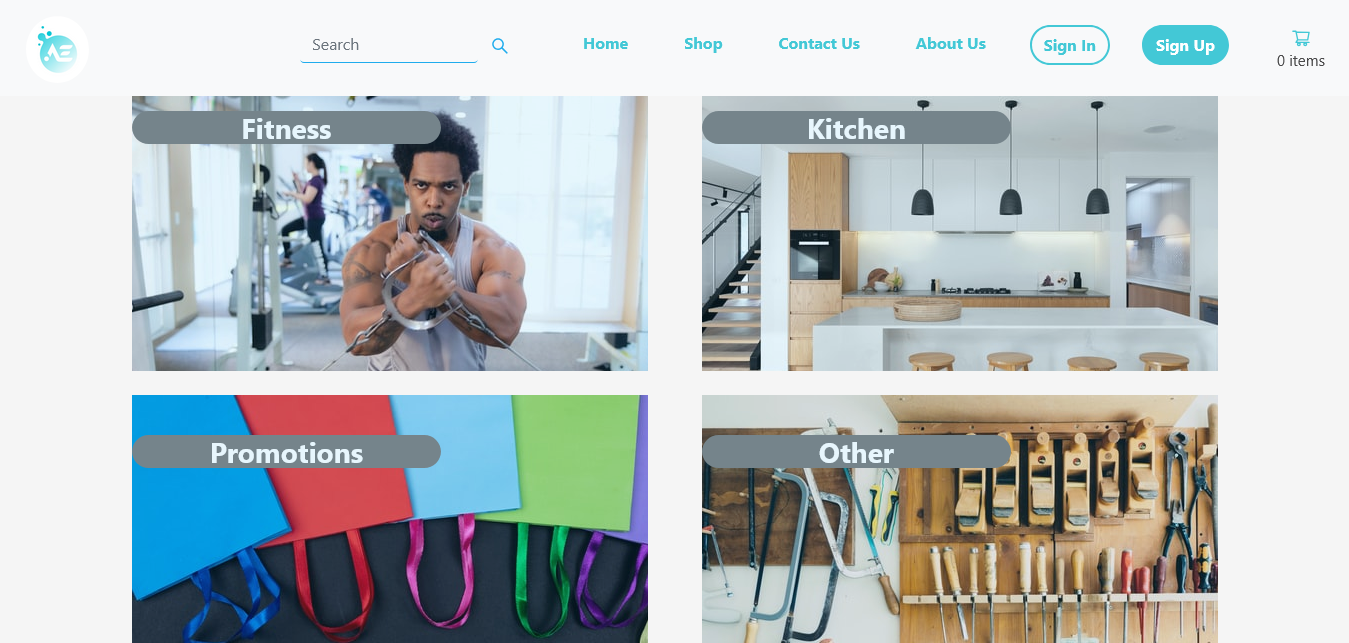 AE
Search
Home
Shop
Contact Us
About Us
Sign In
Sign Up
0 items
Fitness
Kitchen
Promotions
Other